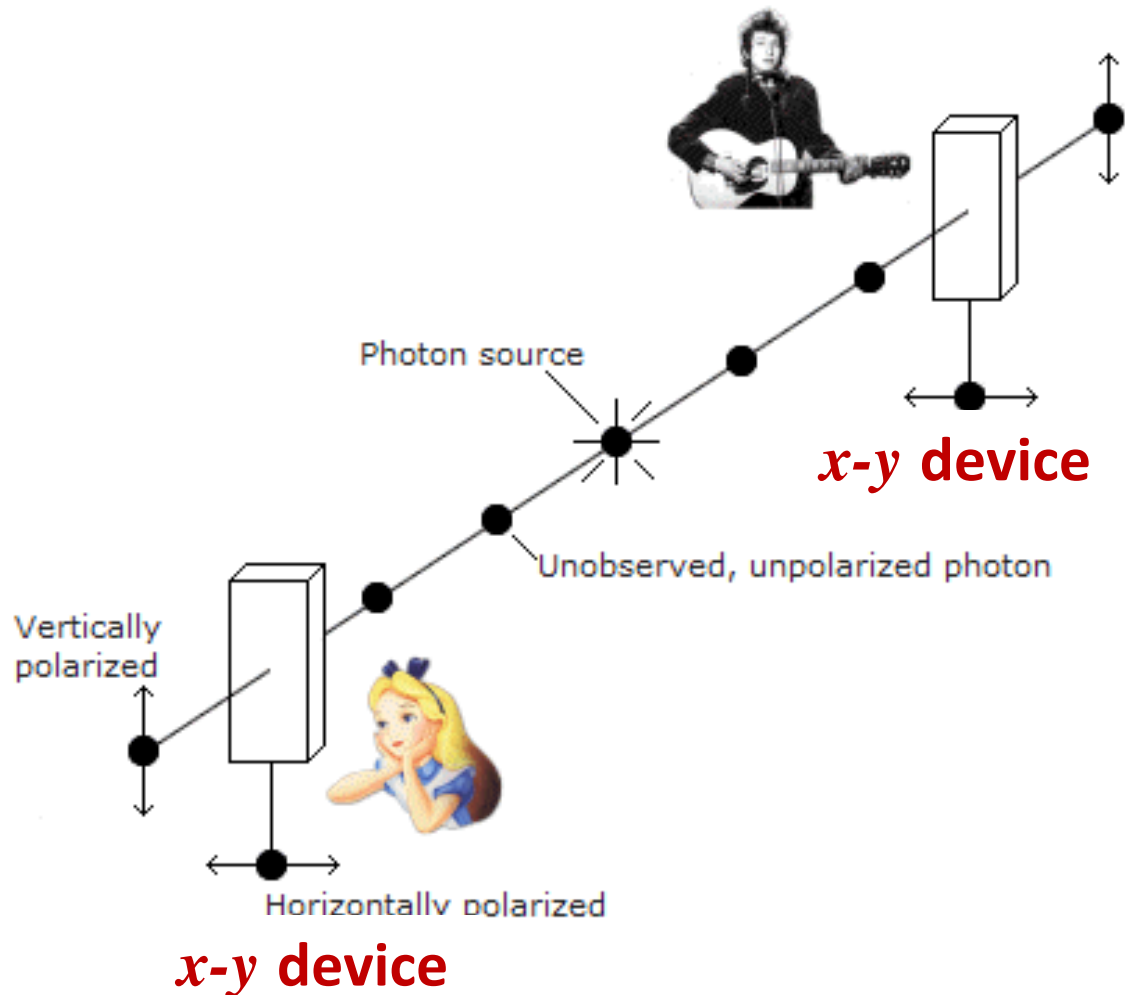 Photon source
x-y device
Unobserved, unpolarized photon
Vertically
polarized
Horizontally polarized
x-y device